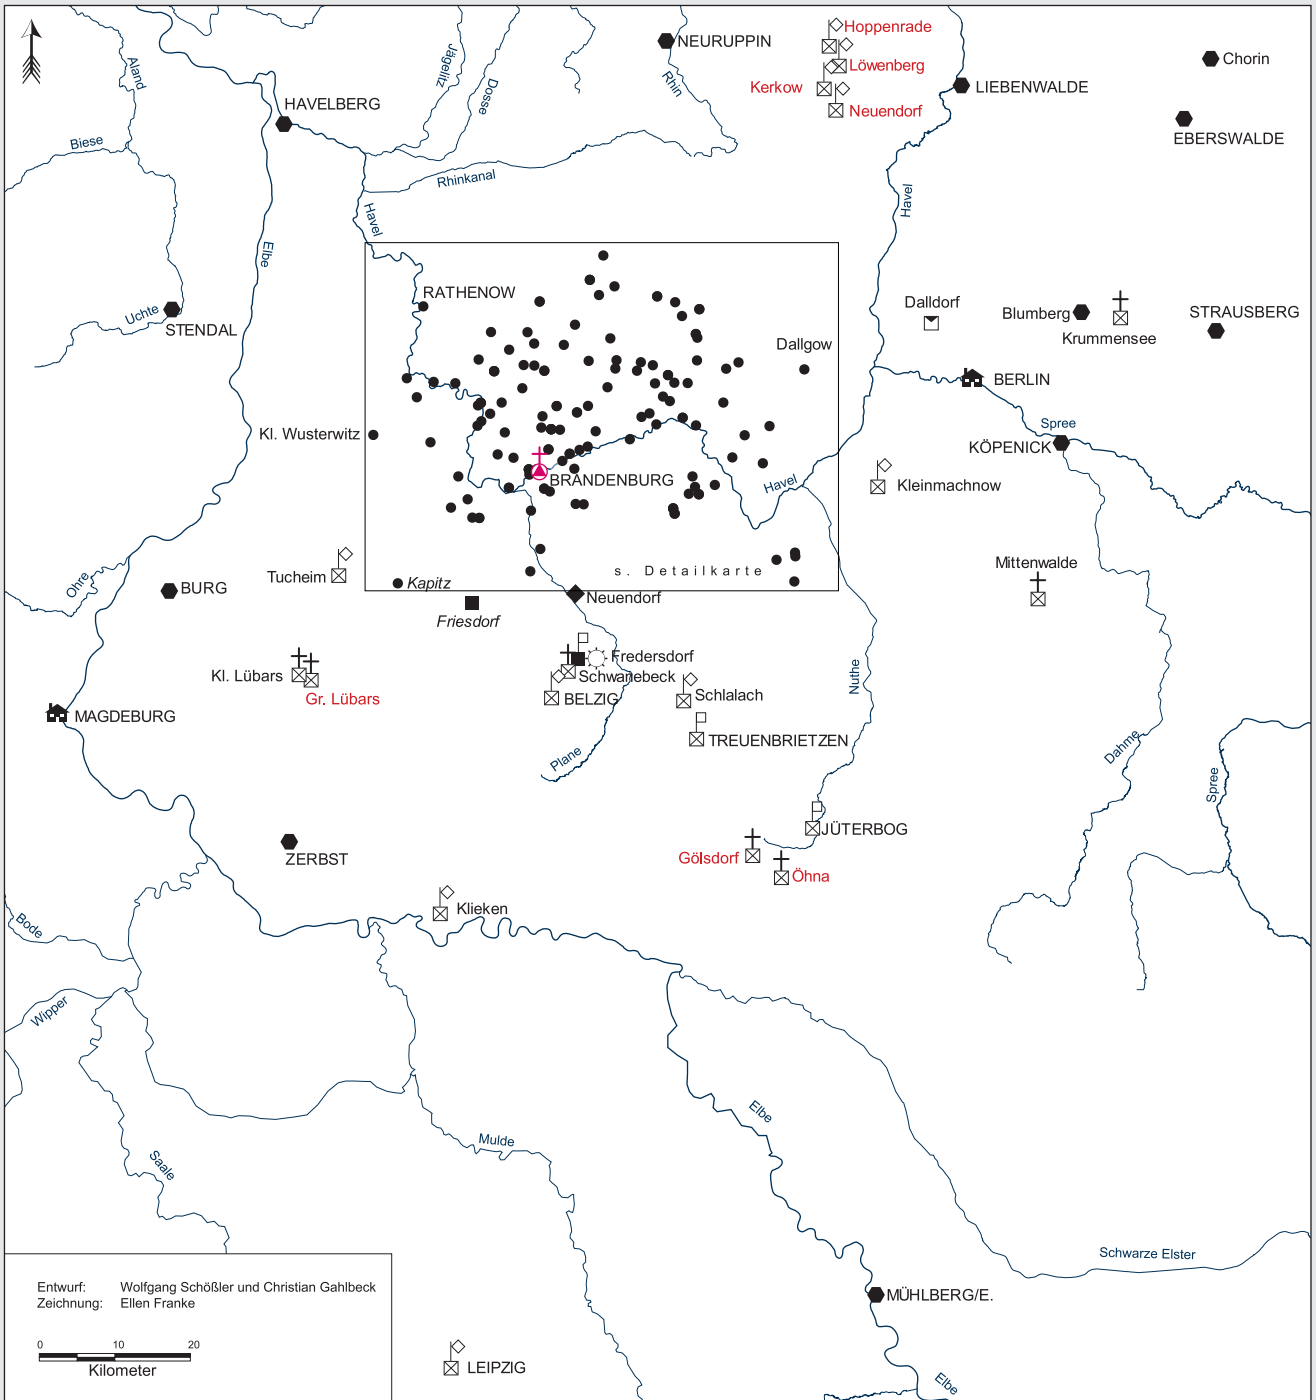 Hoppenrade
NEURUPPIN
Jägelitz
Aland
Dosse
Rhin
Löwenberg
Chorin
Kerkow
LIEBENWALDE
HAVELBERG
Neuendorf
EBERSWALDE
Biese
Rhinkanal
Havel
Havel
Elbe
RATHENOW
Dalldorf
Uchte
STENDAL
Blumberg
STRAUSBERG
Krummensee
Dallgow
BERLIN
Spree
Kl. Wusterwitz
KÖPENICK
BRANDENBURG
Havel
Kleinmachnow
s. Detailkarte
Mittenwalde
Tucheim
Ohre
BURG
Kapitz
Neuendorf
Friesdorf
Fredersdorf
Kl. Lübars
Schwanebeck
Nuthe
Gr. Lübars
BELZIG
Schlalach
MAGDEBURG
TREUENBRIETZEN
Plane
Dahme
Spree
JÜTERBOG
ZERBST
Gölsdorf
Öhna
Klieken
Bode
Wipper
Elbe
Mulde
Saale
Schwarze Elster
Entwurf: Wolfgang Schößler und Christian Gahlbeck
Zeichnung: Ellen Franke
MÜHLBERG/E.
0 10 20
Kilometer
LEIPZIG
Elbe